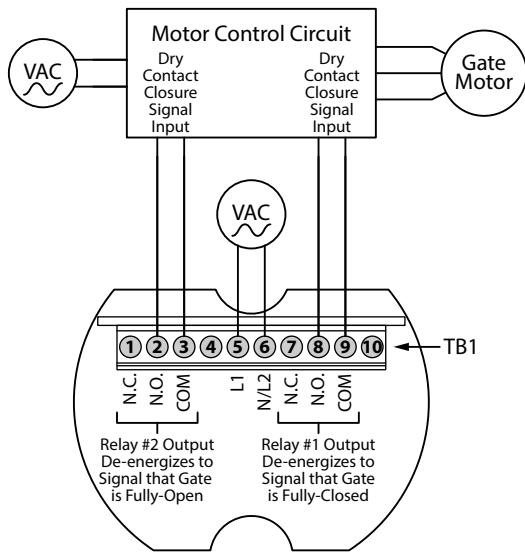 Motor Control Circuit
VAC
Dry
Contact
Closure
Signal
Input
Dry
Contact
Closure
Signal
Input
Gate
Motor
VAC
1 2 3 4 5 6 7 8 9 10
TB1
N.C.
N.O.
COM
L1
N/L2
N.C.
N.O.
COM
Relay #2 Output
De-energizes to
Signal that Gate
is Fully-Open
Relay #1 Output
De-energizes to
Signal that Gate
is Fully-Closed